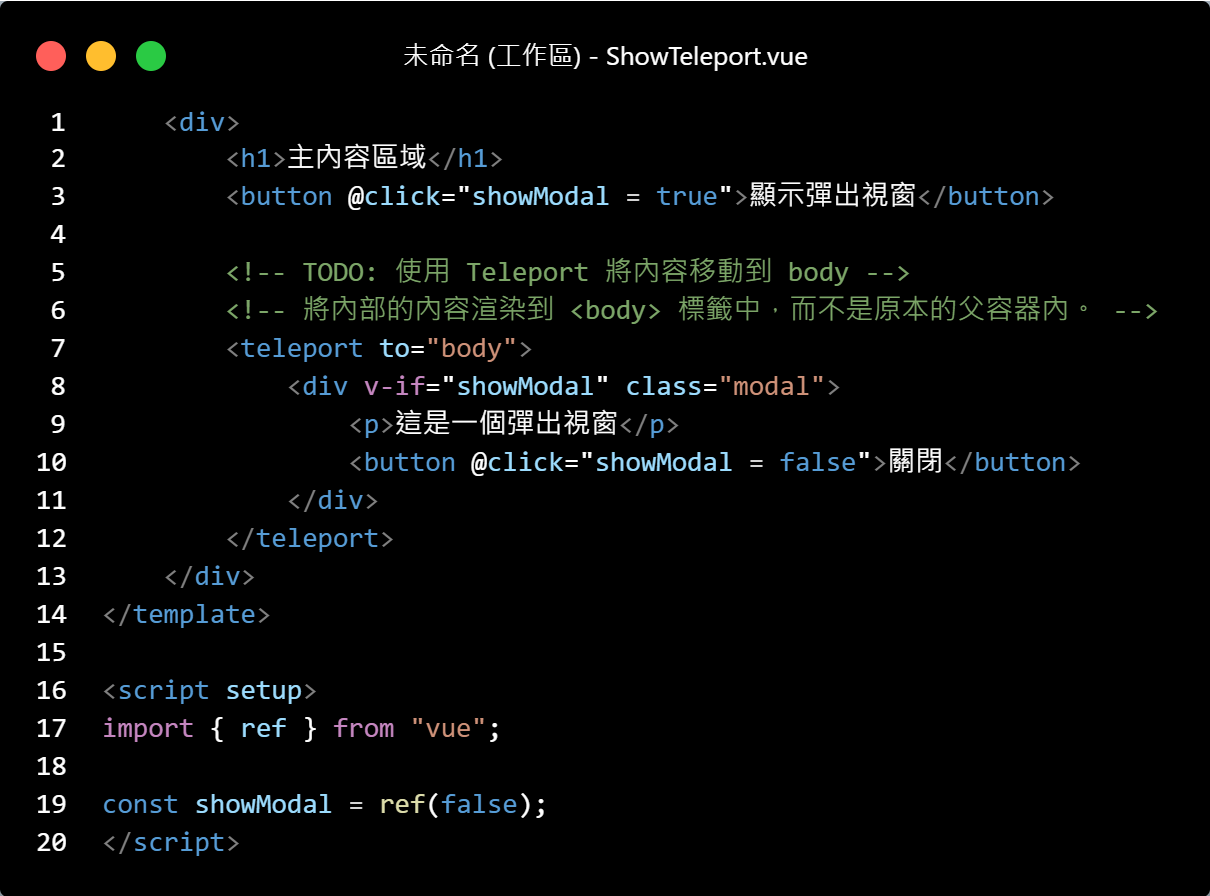 未命名 (工作區) - ShowTeleport.vue
1     <div>
2         <h1>主內容區域</h1>
3         <button @click="showModal = true">顯示彈出視窗</button>
4
5         <!-- TODO: 使用 Teleport 將內容移動到 body -->
6         <!-- 將內部的內容渲染到 <body> 標籤中，而不是原本的父容器內。 -->
7         <teleport to="body">
8             <div v-if="showModal" class="modal">
9                 <p>這是一個彈出視窗</p>
10                <button @click="showModal = false">關閉</button>
11            </div>
12        </teleport>
13    </div>
14 </template>
15
16 <script setup>
17 import { ref } from "vue";
18
19 const showModal = ref(false);
20 </script>